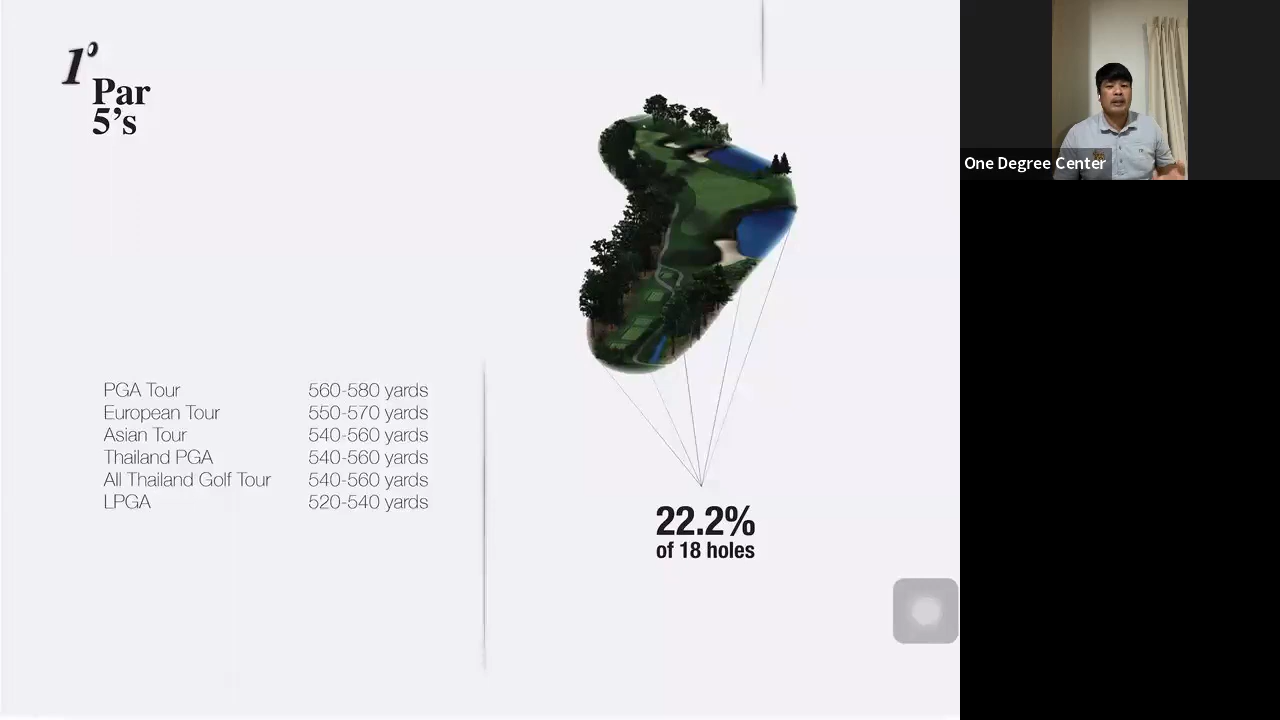 1°
Par
5's
PGA Tour 560-580 yards
European Tour 550-570 yards
Asian Tour 540-560 yards
Thailand PGA 540-560 yards
All Thailand Golf Tour 540-560 yards
LPGA 520-540 yards
22.2%
of 18 holes
One Degree Center